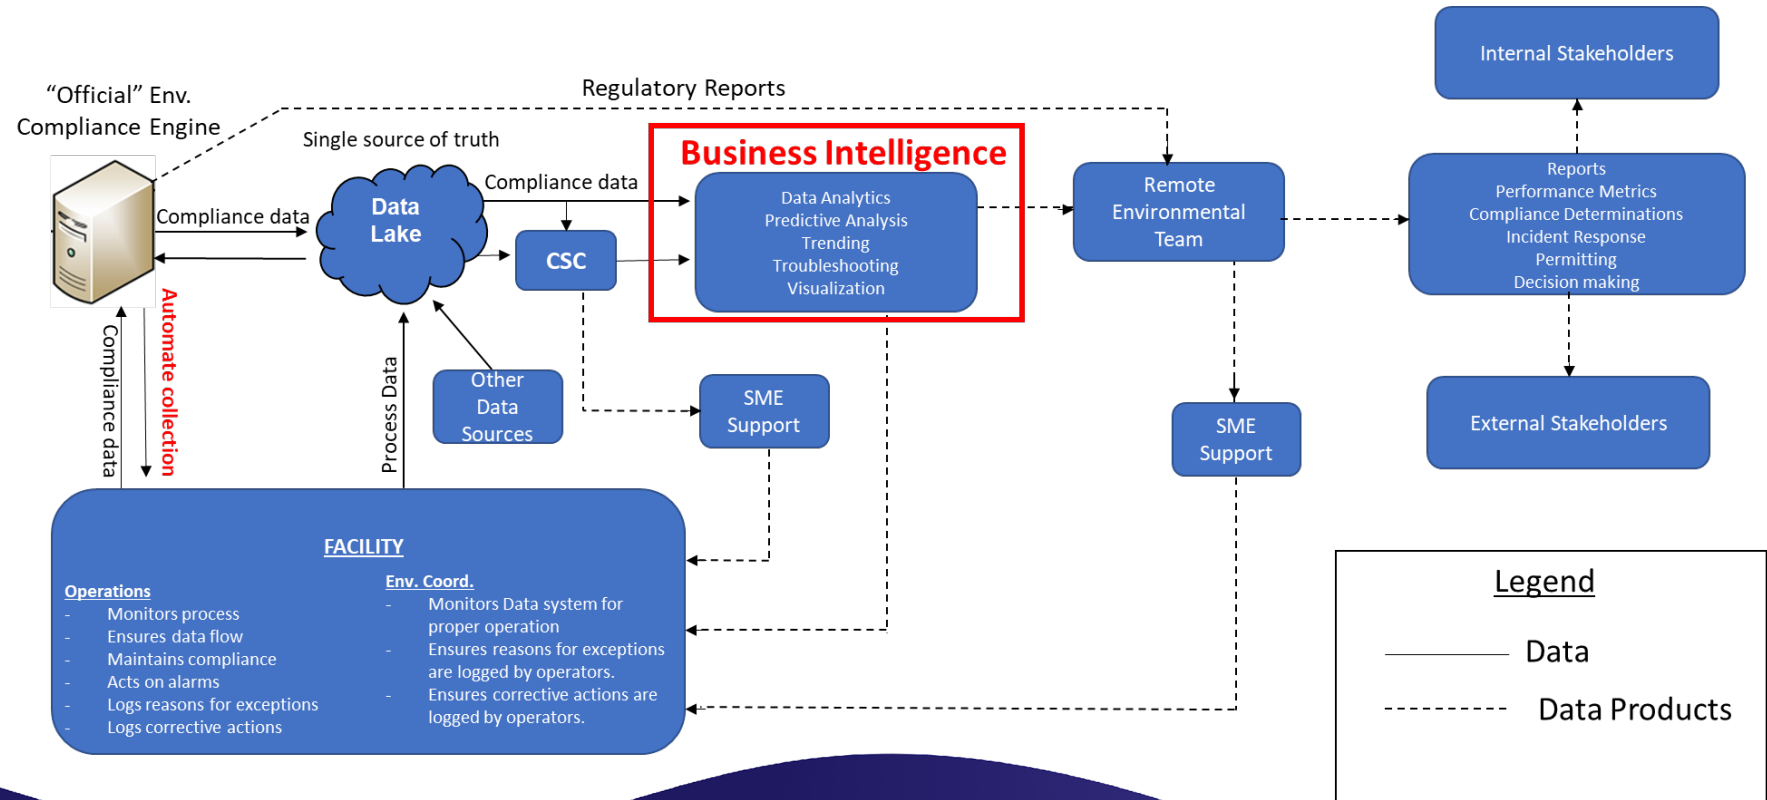 Internal Stakeholders
"Official" Env.
Compliance Engine
Regulatory Reports
Single source of truth
Business Intelligence
Compliance data
Compliance data
Data
Lake
CSC
Data Analytics
Predictive Analysis
Trending
Troubleshooting
Visualization
Remote
Environmental
Team
Reports
Performance Metrics
Compliance Determinations
Incident Response
Permitting
Decision making
Compliance data
Automate collection
Process Data
Other
Data
Sources
SME
Support
SME
Support
External Stakeholders
FACILITY
Operations
- Monitors process
- Ensures data flow
- Maintains compliance
- Acts on alarms
- Logs reasons for exceptions
- Logs corrective actions
Env. Coord.
- Monitors Data system for
proper operation
- Ensures reasons for exceptions
are logged by operators.
- Ensures corrective actions are
logged by operators.
Legend
Data
Data Products